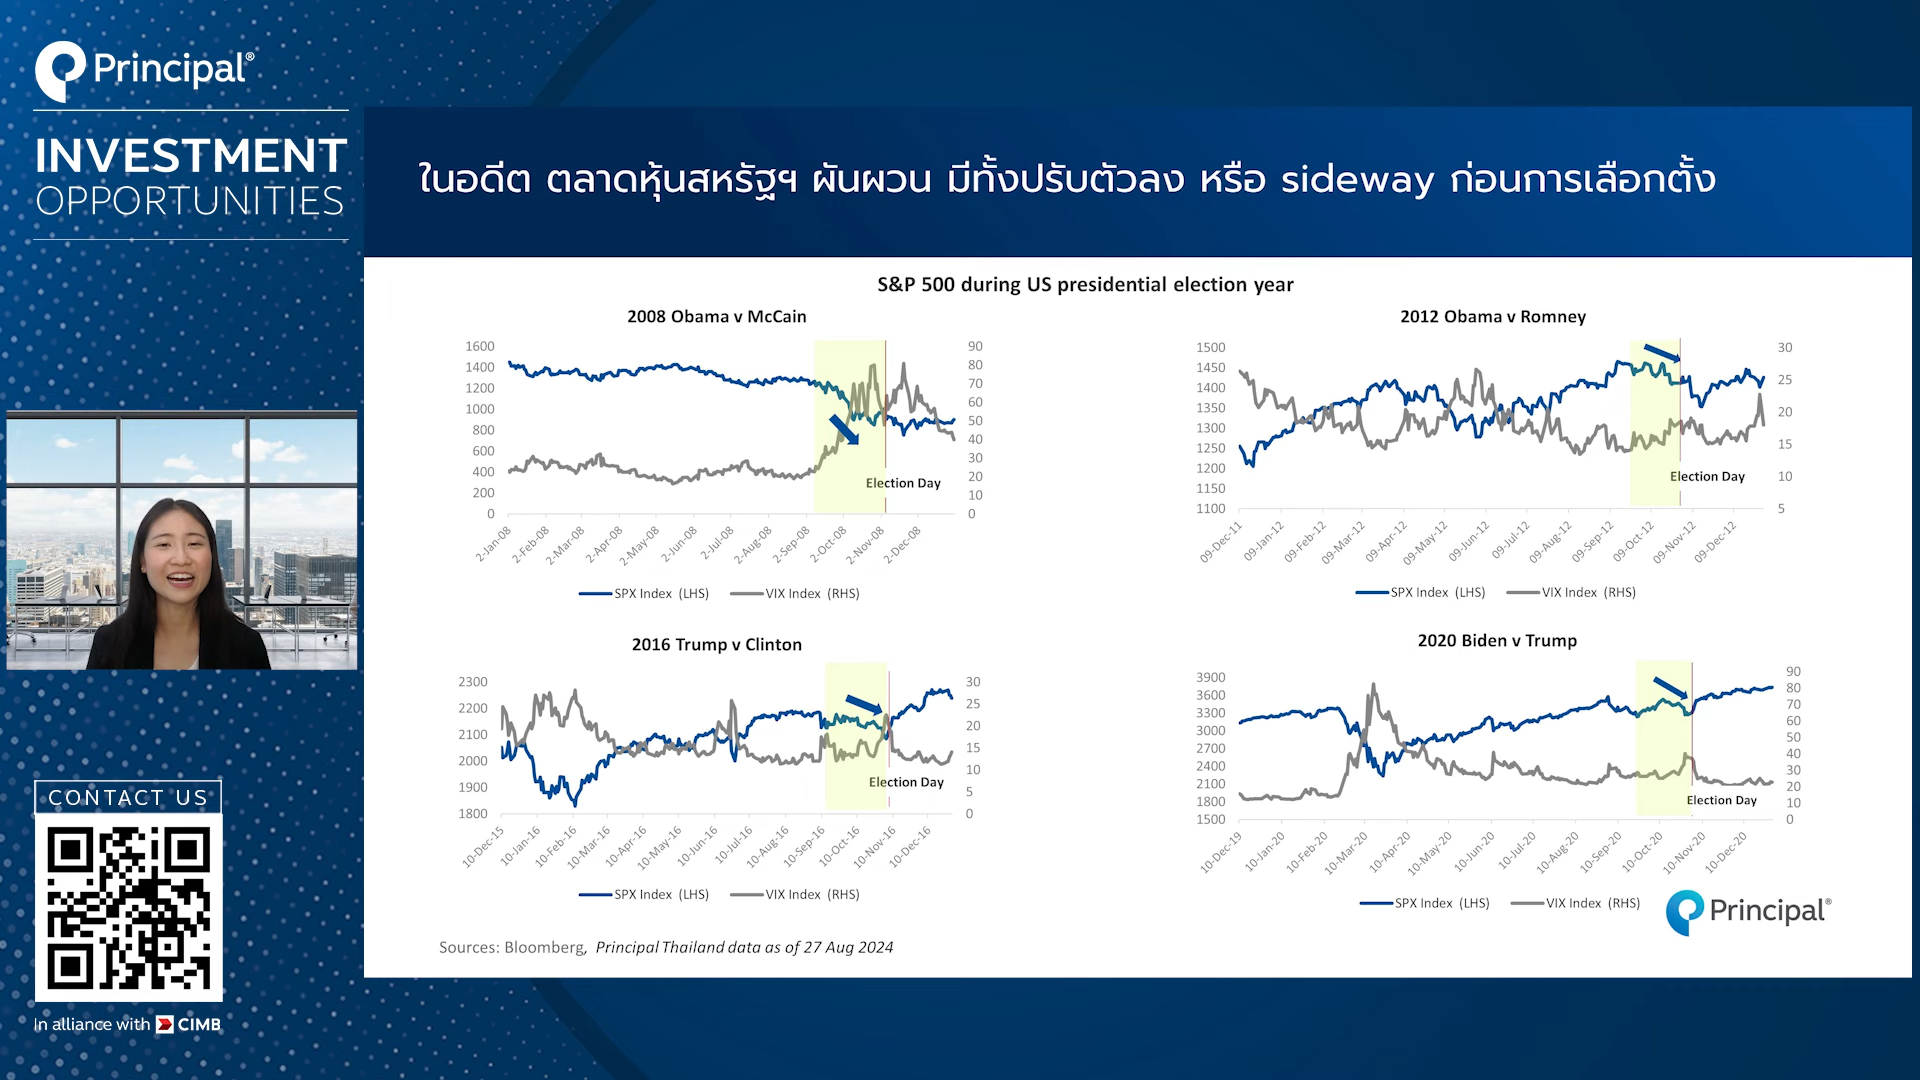 Principal®
INVESTMENT
OPPORTUNITIES
ในอดีต ตลาดหุ้นสหรัฐฯ ผันผวน มีทั้งปรับตัวลง หรือ sideway ก่อนการเลือกตั้ง
S&P 500 during US presidential election year
2008 Obama v McCain
1600
1400
1200
1000
800
600
400
200
0
90
80
70
60
50
40
30
20
10
0
Election Day
2-Jan-08
2-Feb-08
2-Mar-08
2-Apr-08
2-May-08
2-Jun-08
2-Jul-08
2-Aug-08
2-Sep-08
2-Oct-08
2-Nov-08
2-Dec-08
SPX Index (LHS)
VIX Index (RHS)
2012 Obama v Romney
1500
1450
1400
1350
1300
1250
1200
1150
1100
30
25
20
15
10
5
Election Day
09-Dec-11
09-Jan-12
09-Feb-12
09-Mar-12
09-Apr-12
09-May-12
09-Jun-12
09-Jul-12
09-Aug-12
09-Sep-12
09-Oct-12
09-Nov-12
09-Dec-12
SPX Index (LHS)
VIX Index (RHS)
2016 Trump v Clinton
2300
2200
2100
2000
1900
1800
30
25
20
15
10
5
0
Election Day
10-Dec-15
10-Jan-16
10-Feb-16
10-Mar-16
10-Apr-16
10-May-16
10-Jun-16
10-Jul-16
10-Aug-16
10-Sep-16
10-Oct-16
10-Nov-16
10-Dec-16
SPX Index (LHS)
VIX Index (RHS)
2020 Biden v Trump
3900
3600
3300
3000
2700
2400
2100
1800
1500
90
80
70
60
50
40
30
20
10
0
Election Day
10-Dec-19
10-Jan-20
10-Feb-20
10-Mar-20
10-Apr-20
10-May-20
10-Jun-20
10-Jul-20
10-Aug-20
10-Sep-20
10-Oct-20
10-Nov-20
10-Dec-20
SPX Index (LHS)
VIX Index (RHS)
Principal®
Sources: Bloomberg, Principal Thailand data as of 27 Aug 2024
CONTACT US
In alliance with CIMB